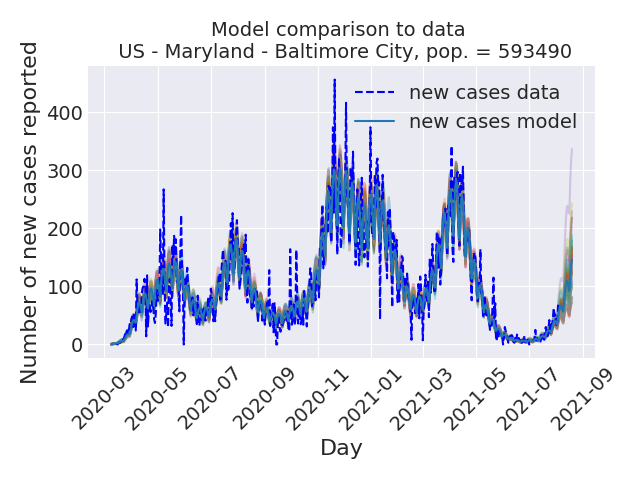 Model comparison to data
US - Maryland - Baltimore City, pop. = 593490
Number of new cases reported
400
300
200
100
0
new cases data
new cases model
2020-03
2020-05
2020-07
2020-09
2020-11
2021-01
2021-03
2021-05
2021-07
2021-09
Day